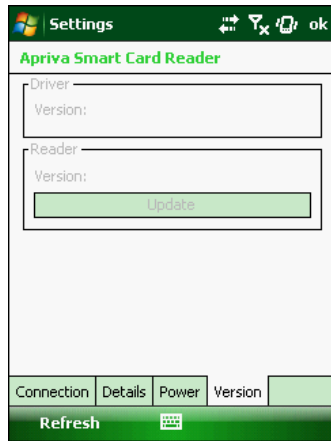 Settings ok
Apriva Smart Card Reader
Driver
Version:
Reader
Version:
Update
Connection Details Power Version
Refresh